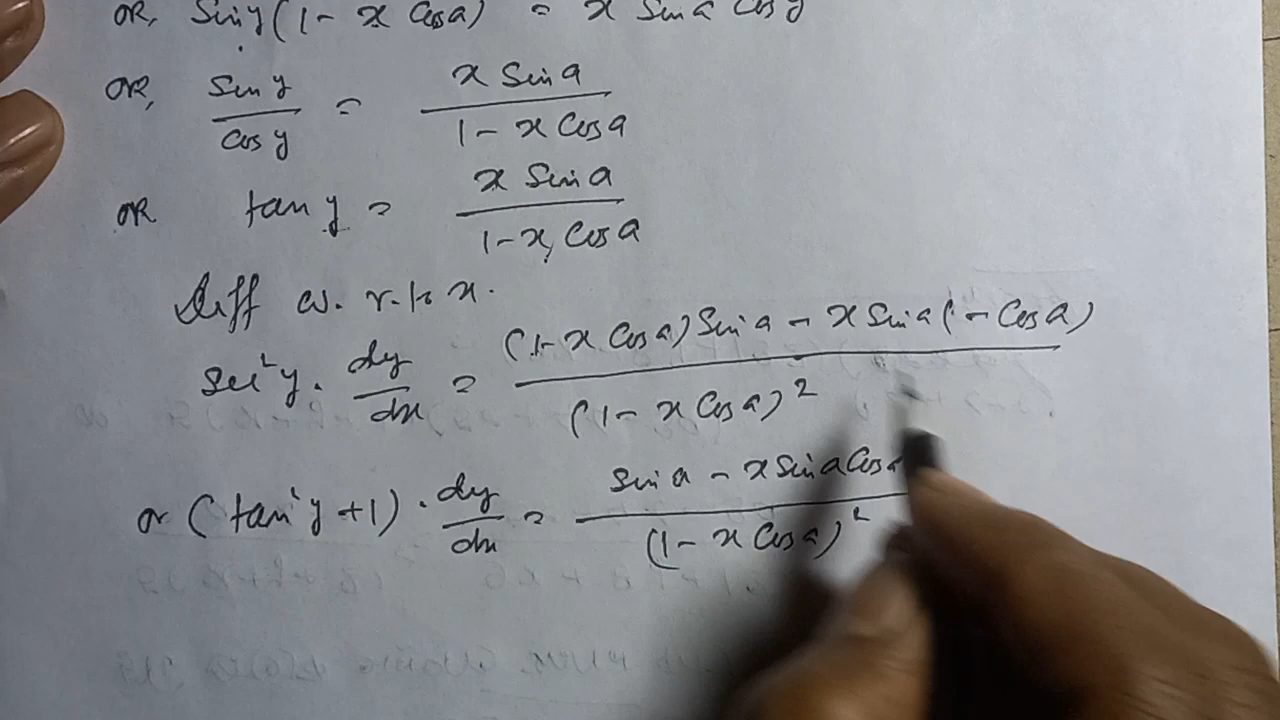 OR, Sin y (1 - x Cos a) = x Sin a Cos y
OR, Sin y / Cos y = x Sin a / 1 - x Cos a
OR tan y = x Sin a / 1 - x Cos a
Diff w. r. to x.
Sec²y . dy/dx = (1 - x Cos a) Sin a - x Sin a (- Cos a) / (1 - x Cos a)²
or (tan²y + 1) . dy/dx = Sin a - x Sin a Cos a / (1 - x Cos a)²